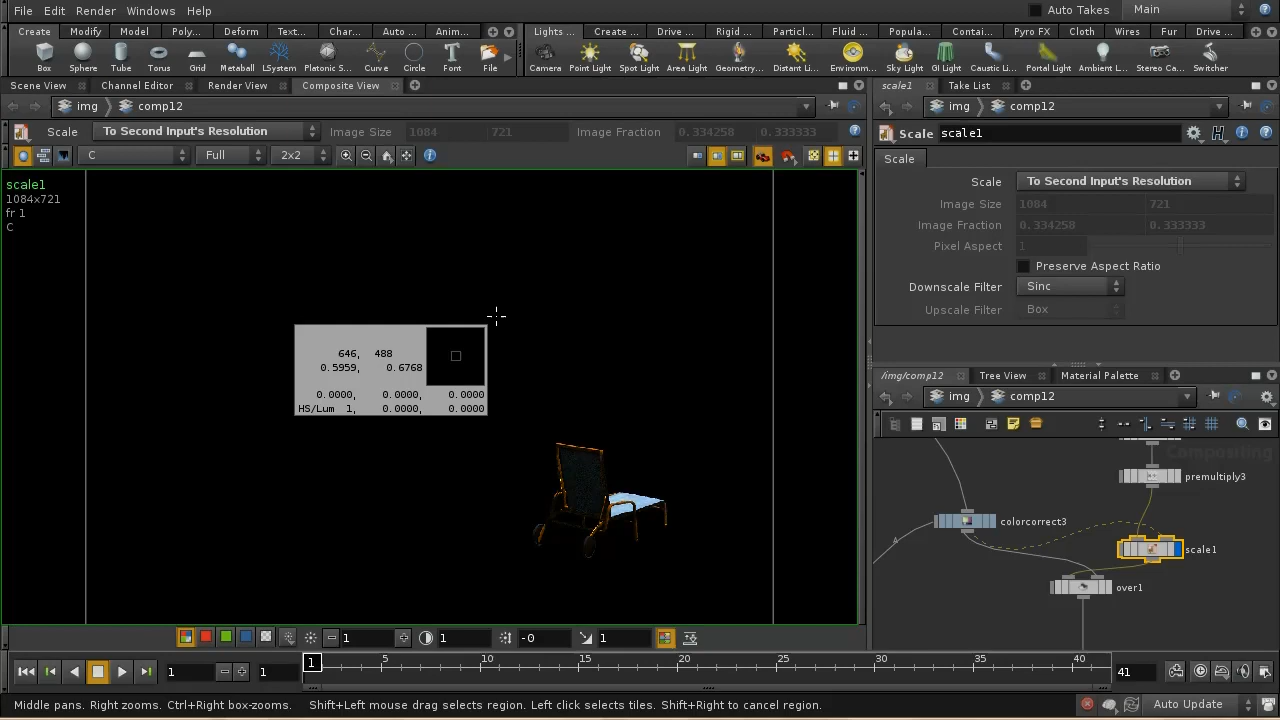 File Edit Render Windows Help Auto Takes Main
Create Modify Model Poly... Deform Text... Char... Auto ... Anim... Lights ... Create ... Drive ... Rigid ... Particl... Fluid ... Popula... Contai... Pyro FX Cloth Wires Fur Drive ...
Box Sphere Tube Torus Grid Metaball LSystem Platonic S... Curve Circle Font File Camera Point Light Spot Light Area Light Geometry... Distant Li... Environm... Sky Light GI Light Caustic Li... Portal Light Ambient L... Stereo Ca... Switcher
Scene View Channel Editor Render View Composite View scale1 Take List
img comp12 img comp12
Scale To Second Input's Resolution Image Size 1084 721 Image Fraction 0.334258 0.333333 Scale scale1
C Full 2x2 Scale
scale1 Scale To Second Input's Resolution
1084x721 Image Size 1084 721
fr 1 Image Fraction 0.334258 0.333333
C Pixel Aspect 1
Preserve Aspect Ratio
Downscale Filter Sinc
Upscale Filter Box
646, 488
0.5959, 0.6768
0.0000, 0.0000, 0.0000
HS/Lum 1, 0.0000, 0.0000
/img/comp12 Tree View Material Palette
img comp12
Compositing
premultiply3
colorcorrect3
scale1
over1
1 1 -0 1
1 1 1 5 10 15 20 25 30 35 40 41
Middle pans. Right zooms. Ctrl+Right box-zooms. Shift+Left mouse drag selects region. Left click selects tiles. Shift+Right to cancel region. Auto Update